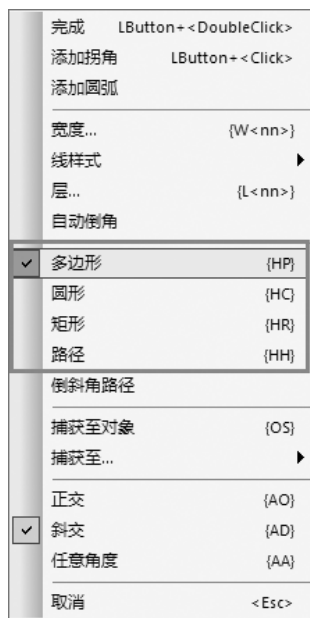 完成 LButton+<DoubleClick>
添加拐角 LButton+<Click>
添加圆弧
宽度... {W<nn>}
线样式
层... {L<nn>}
自动倒角
多边形 {HP}
圆形 {HC}
矩形 {HR}
路径 {HH}
倒斜角路径
捕获至对象 {OS}
捕获至...
正交 {AO}
斜交 {AD}
任意角度 {AA}
取消 <Esc>